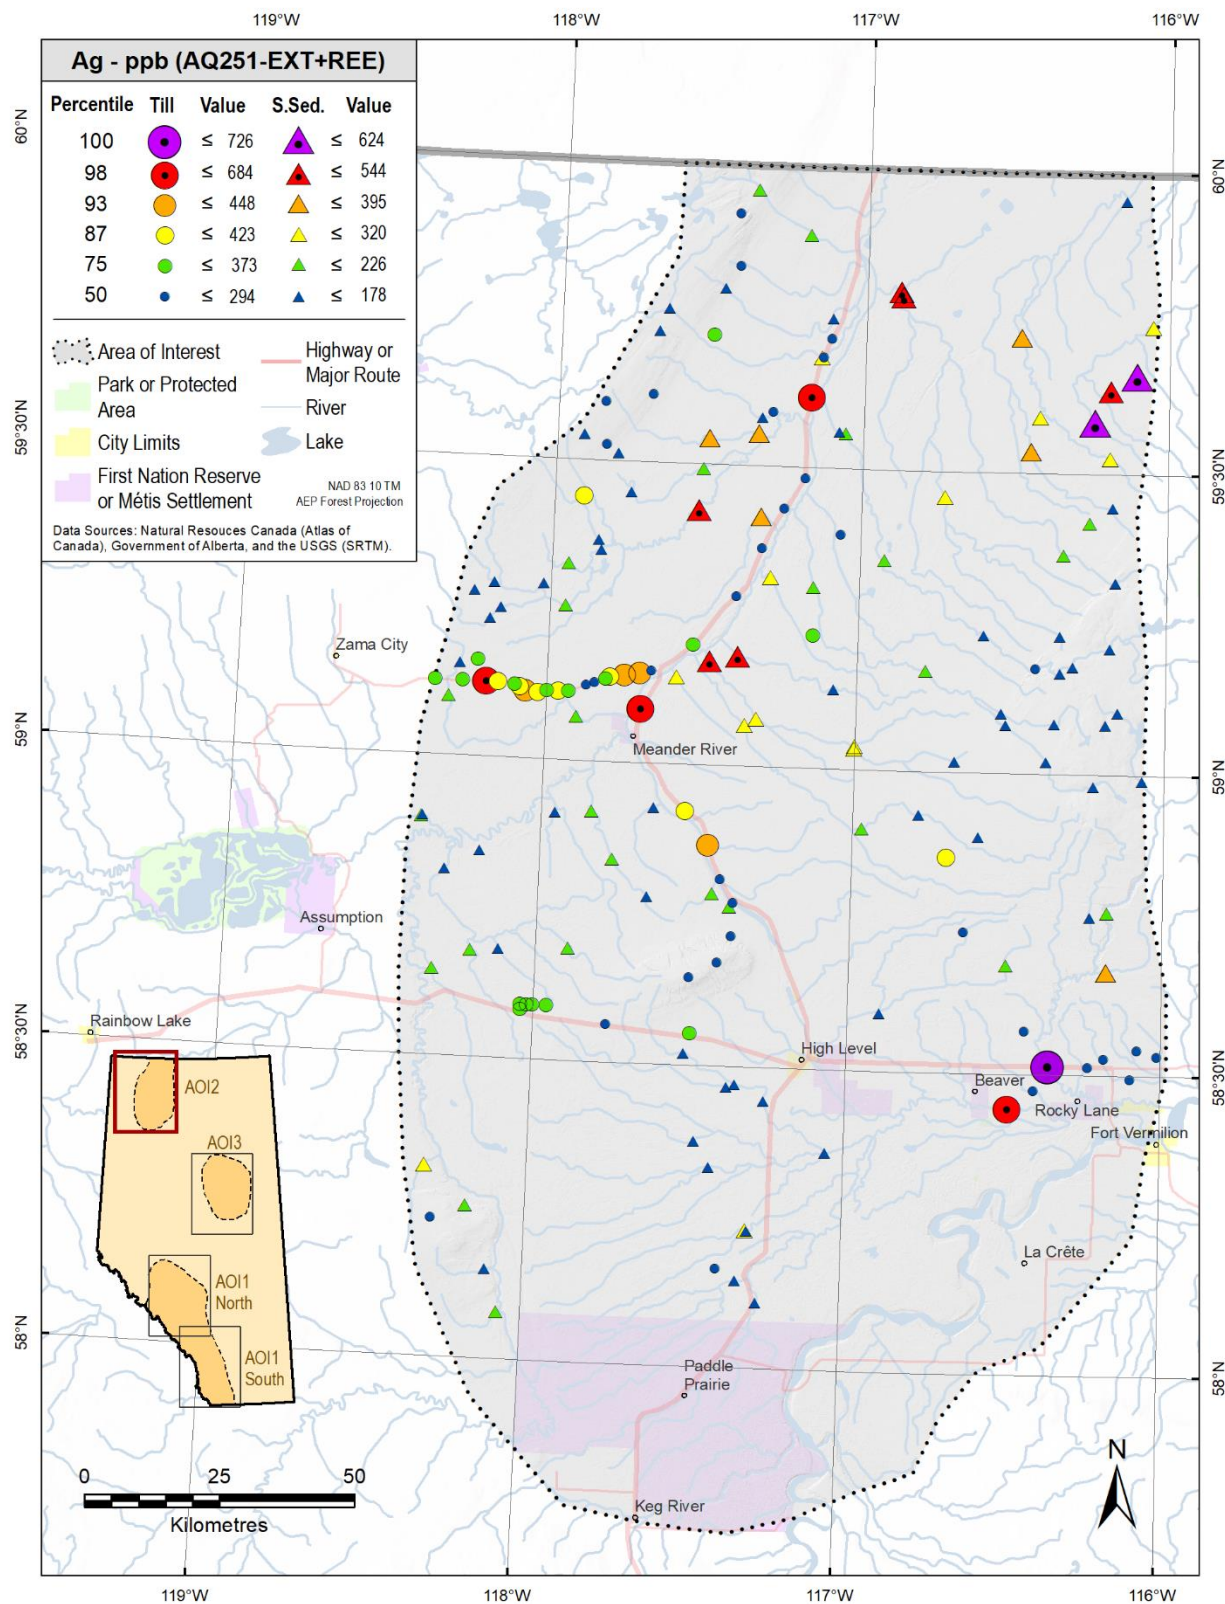 119°W 118°W 117°W 116°W
Ag - ppb (AQ251-EXT+REE)
Percentile Till Value S.Sed. Value
100 ≤ 726 ≤ 624
98 ≤ 684 ≤ 544
93 ≤ 448 ≤ 395
87 ≤ 423 ≤ 320
75 ≤ 373 ≤ 226
50 ≤ 294 ≤ 178
Area of Interest
Park or Protected
Area
City Limits
First Nation Reserve
or Métis Settlement
Highway or
Major Route
River
Lake
NAD 83 10 TM
AEP Forest Projection
Data Sources: Natural Resouces Canada (Atlas of
Canada), Government of Alberta, and the USGS (SRTM).
60°N
60°N
59°30'N
59°30'N
Zama City
Meander River
59°N
59°N
Assumption
Rainbow Lake
58°30'N
58°30'N
High Level
Beaver
Rocky Lane
Fort Vermilion
La Crête
58°N
58°N
Paddle
Prairie
Keg River
AOI2
AOI3
AOI1
North
AOI1
South
0 25 50
Kilometres
N
119°W 118°W 117°W 116°W